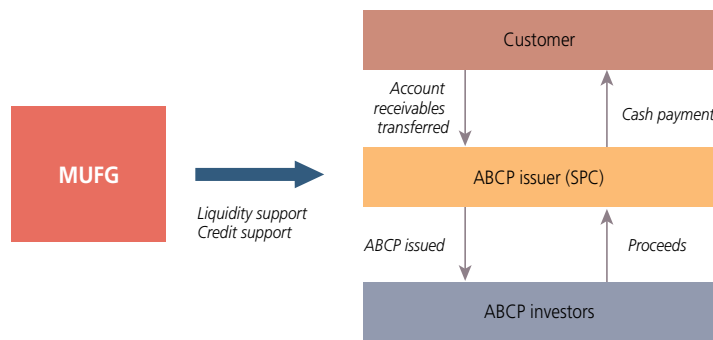 Customer
Account
receivables
transferred
Cash payment
MUFG
ABCP issuer (SPC)
Liquidity support
Credit support
ABCP issued
Proceeds
ABCP investors